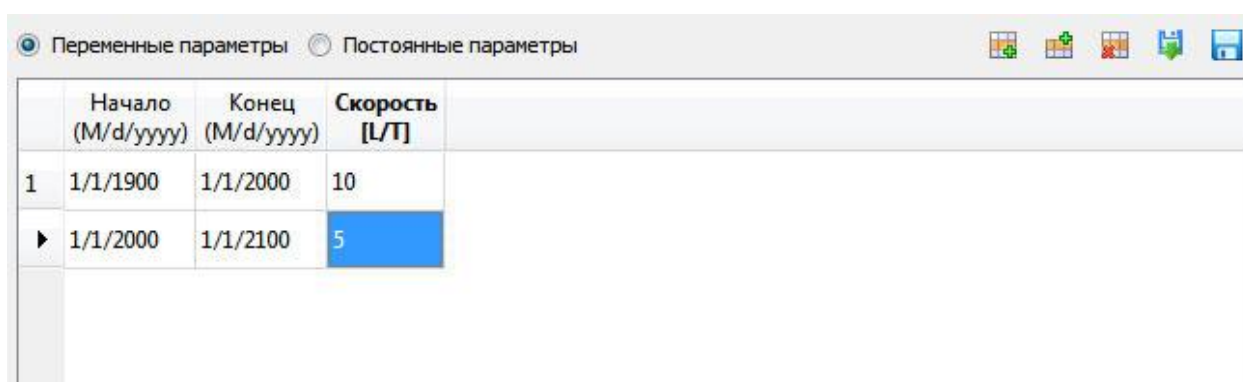 Переменные параметры Постоянные параметры
Начало Конец Скорость
(M/d/yyyy) (M/d/yyyy) [L/T]
1 1/1/1900 1/1/2000 10
1/1/2000 1/1/2100 5